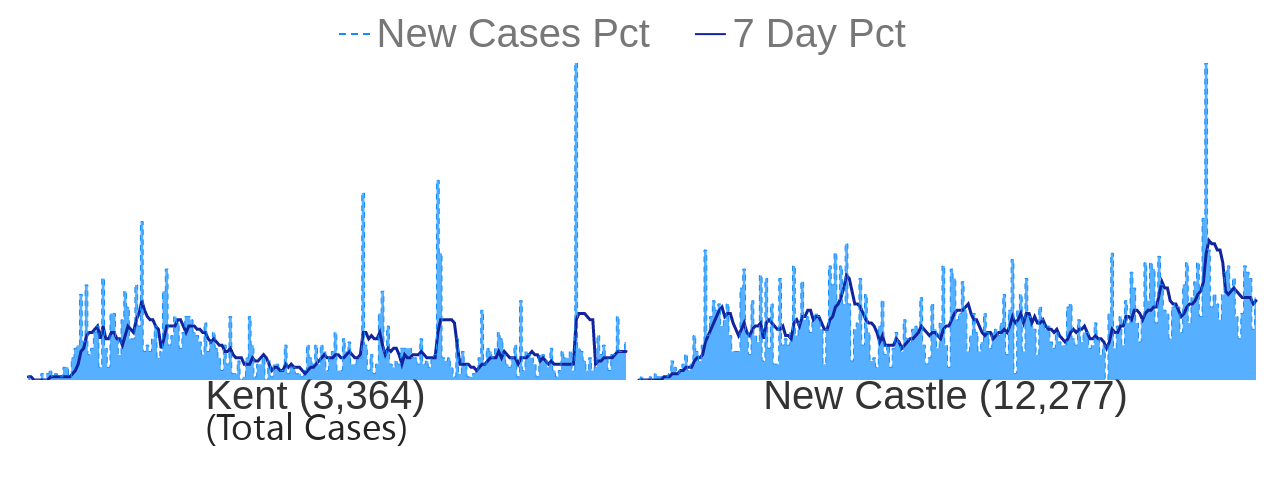 New Cases Pct 7 Day Pct
Kent (3,364)
(Total Cases)
New Castle (12,277)